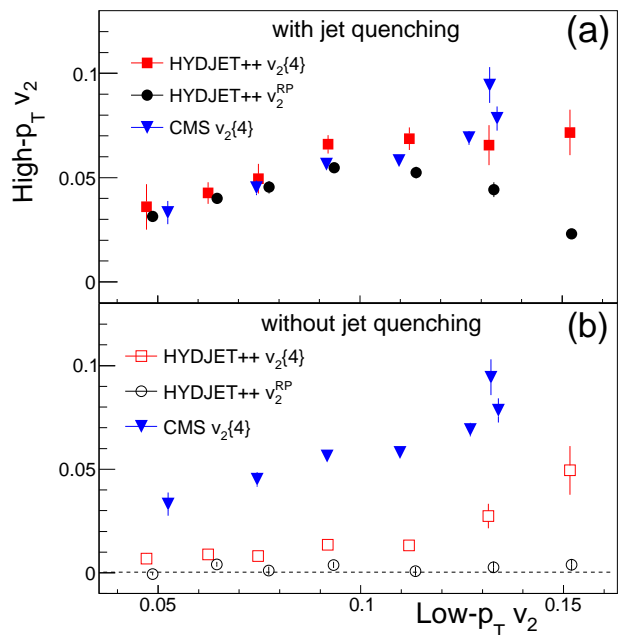 with jet quenching
(a)
HYDJET++ v₂{4}
HYDJET++ v₂ᴿᴾ
CMS v₂{4}
High-p_T v₂
0.1
0.05
0
without jet quenching
(b)
HYDJET++ v₂{4}
HYDJET++ v₂ᴿᴾ
CMS v₂{4}
0.1
0.05
0
0.05
0.1
0.15
Low-p_T v₂